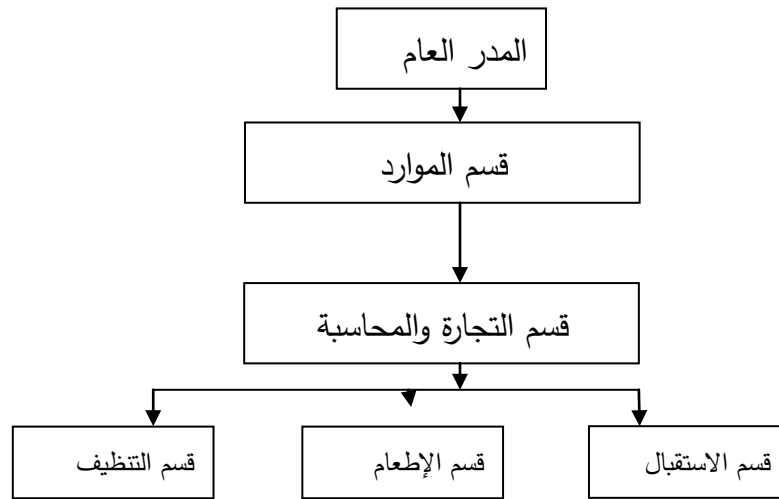 المدر العام
قسم الموارد
قسم التجارة والمحاسبة
قسم الاستقبال
قسم الإطعام
قسم التنظيف